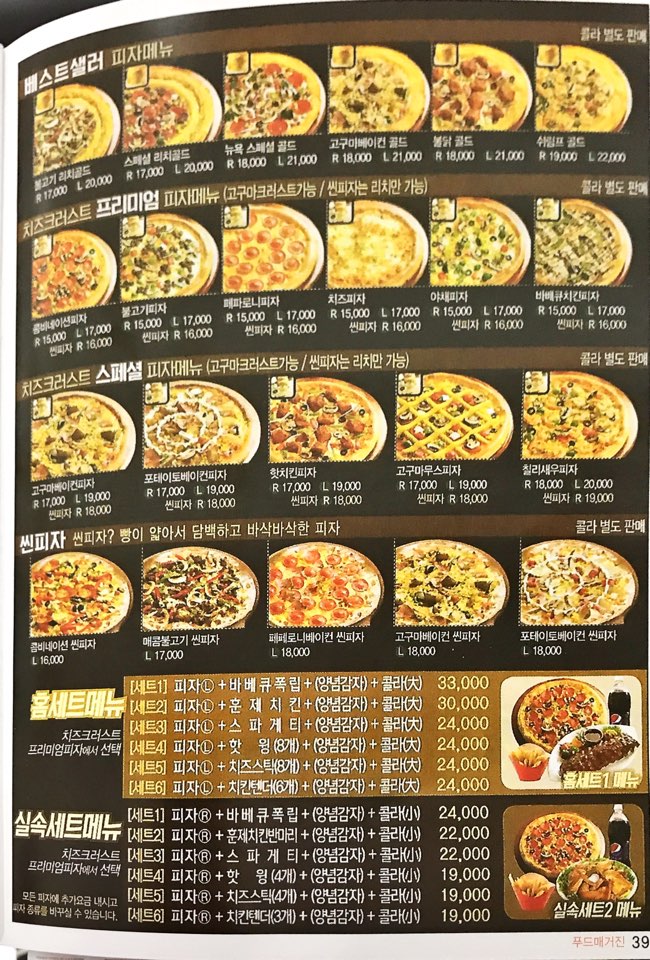 베스트샐러 피자메뉴 콜라 별도 판매
불고기 리치골드 스페셜 리치골드 뉴욕 스페셜 골드 고구마베이컨 골드 불닭 골드 쉬림프 골드
R 17,000 L 20,000 R 17,000 L 20,000 R 18,000 L 21,000 R 18,000 L 21,000 R 18,000 L 21,000 R 19,000 L 22,000
치즈크러스트 프리미엄 피자메뉴 (고구마크러스트가능 / 씬피자는 리치만 가능) 콜라 별도 판매
콤비네이션피자 불고기피자 페파로니피자 치즈피자 야채피자 바베큐치킨피자
R 15,000 L 17,000 R 15,000 L 17,000 R 15,000 L 17,000 R 15,000 L 17,000 R 15,000 L 17,000 R 15,000 L 17,000
씬피자 R 16,000 씬피자 R 16,000 씬피자 R 16,000 씬피자 R 16,000 씬피자 R 16,000 씬피자 R 16,000
치즈크러스트 스페셜 피자메뉴 (고구마크러스트가능 / 씬피자는 리치만 가능) 콜라 별도 판매
고구마베이컨피자 포테이토베이컨피자 핫치킨피자 고구마무스피자 칠리새우피자
R 17,000 L 19,000 R 17,000 L 19,000 R 17,000 L 19,000 R 17,000 L 19,000 R 18,000 L 20,000
씬피자 R 18,000 씬피자 R 18,000 씬피자 R 18,000 씬피자 R 18,000 씬피자 R 19,000
씬피자 씬피자? 빵이 얇아서 담백하고 바삭바삭한 피자 콜라 별도 판매
콤비네이션 씬피자 매콤불고기 씬피자 페페로니베이컨 씬피자 고구마베이컨 씬피자 포테이토베이컨 씬피자
L 16,000 L 17,000 L 18,000 L 18,000 L 18,000
홈세트메뉴
치즈크러스트
프리미엄피자에서 선택
[세트1] 피자Ⓛ + 바베큐폭립 + (양념감자) + 콜라(大) 33,000
[세트2] 피자Ⓛ + 훈제치킨 + (양념감자) + 콜라(大) 30,000
[세트3] 피자Ⓛ + 스파게티 + (양념감자) + 콜라(大) 24,000
[세트4] 피자Ⓛ + 핫 윙 (8개) + (양념감자) + 콜라(大) 24,000
[세트5] 피자Ⓛ + 치즈스틱(8개) + (양념감자) + 콜라(大) 24,000
[세트6] 피자Ⓛ + 치킨텐더(6개) + (양념감자) + 콜라(大) 24,000
홈세트1 메뉴
실속세트메뉴
치즈크러스트
프리미엄피자에서 선택
모든 피자에 추가요금 내시고
피자 종류를 바꾸실 수 있습니다.
[세트1] 피자Ⓡ + 바베큐폭립 + (양념감자) + 콜라(小) 24,000
[세트2] 피자Ⓡ + 훈제치킨반마리 + (양념감자) + 콜라(小) 22,000
[세트3] 피자Ⓡ + 스파게티 + (양념감자) + 콜라(小) 22,000
[세트4] 피자Ⓡ + 핫 윙 (4개) + (양념감자) + 콜라(小) 19,000
[세트5] 피자Ⓡ + 치즈스틱(4개) + (양념감자) + 콜라(小) 19,000
[세트6] 피자Ⓡ + 치킨텐더(3개) + (양념감자) + 콜라(小) 19,000
실속세트2 메뉴
푸드매거진 39